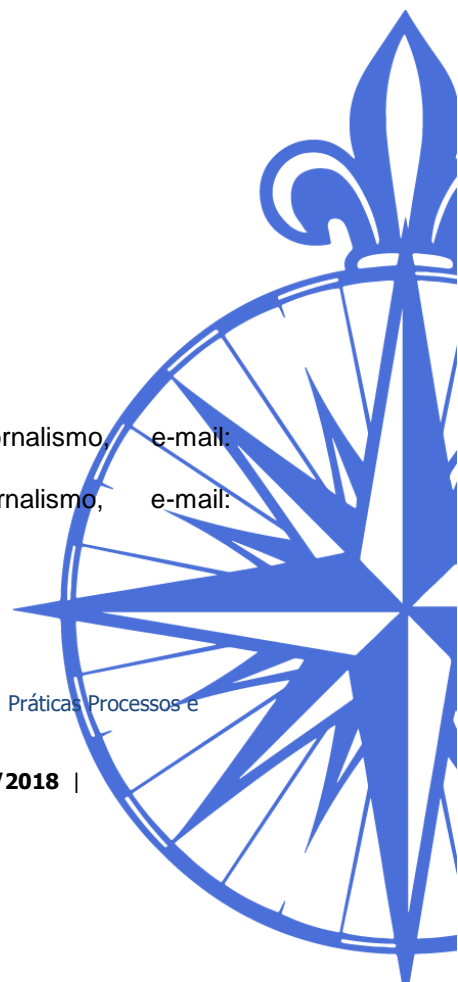 rnalismo, e-mail:
rnalismo, e-mail:
Práticas Processos e
/2018 |